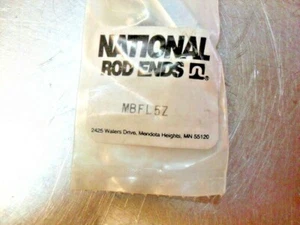 NATIONAL
ROD ENDS
MBFL5Z
2425 Waters Drive, Mendota Heights, MN 55120